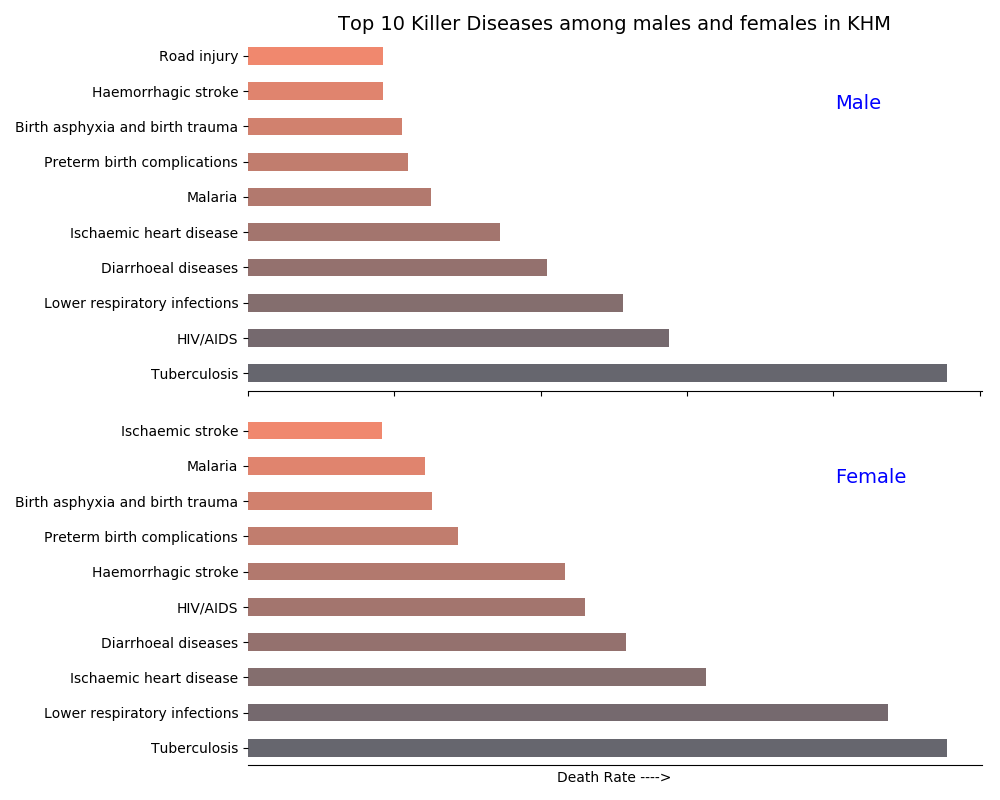 Top 10 Killer Diseases among males and females in KHM
Road injury
Haemorrhagic stroke
Male
Birth asphyxia and birth trauma
Preterm birth complications
Malaria
Ischaemic heart disease
Diarrhoeal diseases
Lower respiratory infections
HIV/AIDS
Tuberculosis
Ischaemic stroke
Malaria
Female
Birth asphyxia and birth trauma
Preterm birth complications
Haemorrhagic stroke
HIV/AIDS
Diarrhoeal diseases
Ischaemic heart disease
Lower respiratory infections
Tuberculosis
Death Rate ---->